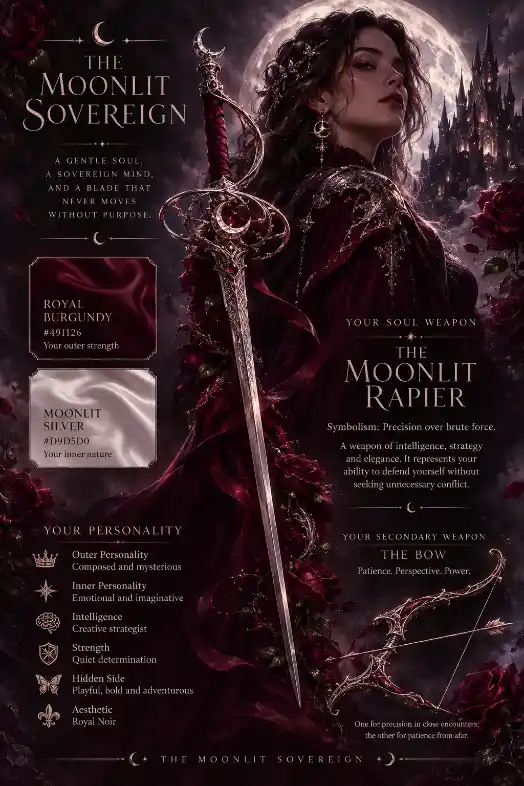 THE
MOONLIT
SOVEREIGN
A GENTLE SOUL,
A SOVEREIGN MIND,
AND A BLADE THAT
NEVER MOVES
WITHOUT PURPOSE.
ROYAL
BURGUNDY
#491126
Your outer strength
MOONLIT
SILVER
#D9D5D0
Your inner nature
YOUR PERSONALITY
Outer Personality
Composed and mysterious
Inner Personality
Emotional and imaginative
Intelligence
Creative strategist
Strength
Quiet determination
Hidden Side
Playful, bold and adventurous
Aesthetic
Royal Noir
YOUR SOUL WEAPON
THE
MOONLIT
RAPIER
Symbolism: Precision over brute force.
A weapon of intelligence, strategy
and elegance. It represents your
ability to defend yourself without
seeking unnecessary conflict.
YOUR SECONDARY WEAPON
THE BOW
Patience. Perspective. Power.
One for precision in close encounters;
the other for patience from afar.
THE MOONLIT SOVEREIGN